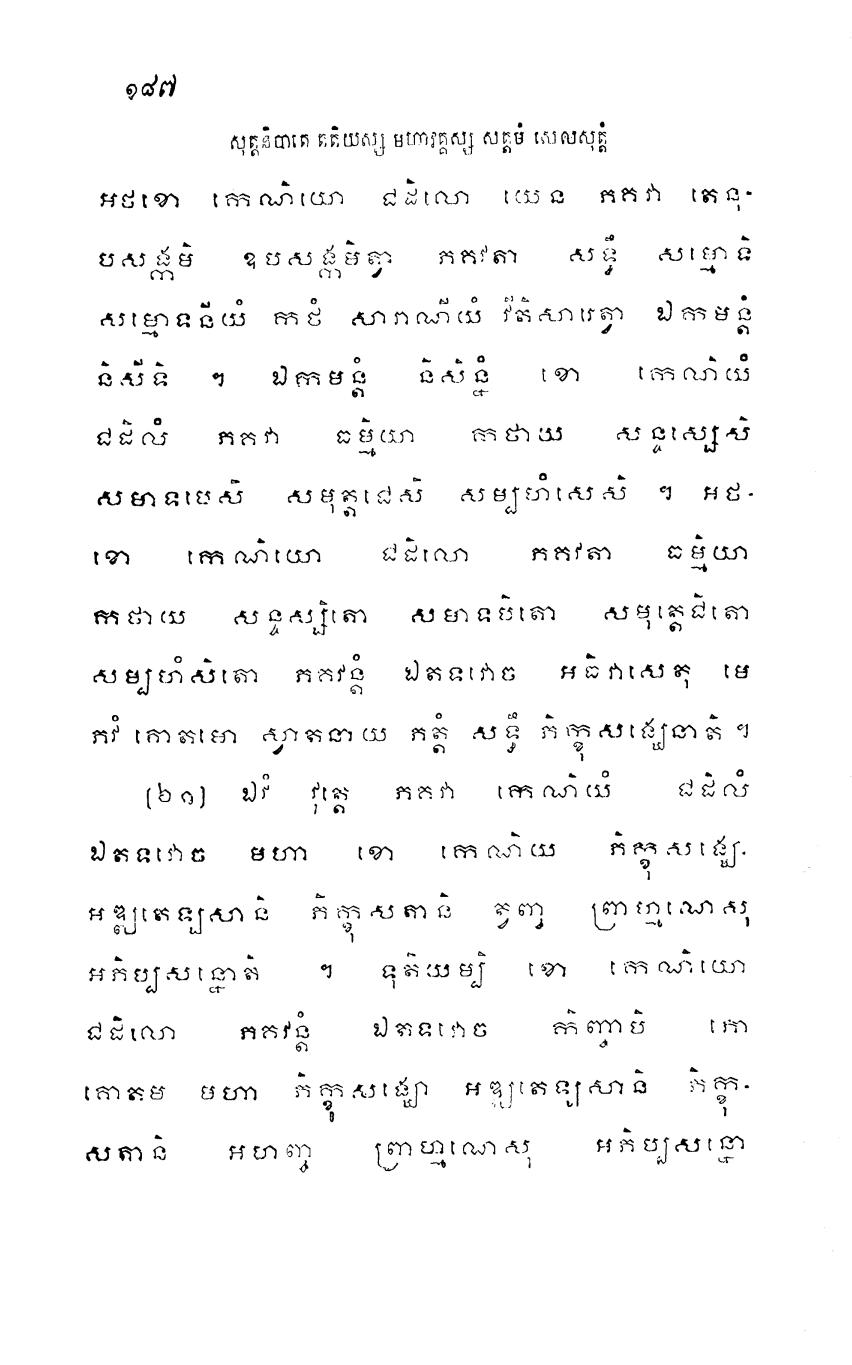 ១៨៧
សុត្តនិបាតេ តតិយស្ស មហាវគ្គស្ស សត្តមំ សេលសុត្តំ
អថខោ កេណិយោ ជដិលោ យេន ភគវា តេនុ-
បសង្កមិ ឧបសង្កមិត្វា ភគវតា សទ្ធឹ សម្មោទិ
សម្មោទនីយំ កថំ សារាណីយំ វីតិសារេត្វា ឯកមន្តំ
និសីទិ ។ ឯកមន្តំ និសិន្នំ ខោ កេណិយំ
ជដិលំ ភគវា ធម្មិយា កថាយ សន្ទស្សេសិ
សមាទបេសិ សមុត្តជេសិ សម្បហំសេសិ ។ អថ-
ខោ កេណិយោ ជដិលោ ភគវតា ធម្មិយា
កថាយ សន្ទស្សិតោ សមាទបិតោ សមុត្តេជិតោ
សម្បហំសិតោ ភគវន្តំ ឯតទវោច អធិវាសេតុ មេ
ភវំ គោតមោ ស្វាតនាយ ភត្តំ សទ្ធឹ ភិក្ខុសង្ឃេនាតិ ។
(៦១) ឯវំ វុត្តេ ភគវា កេណិយំ ជដិលំ
ឯតទវោច មហា ខោ កេណិយ ភិក្ខុសង្ឃោ
អឌ្ឍតេឡសានិ ភិក្ខុសតានិ ត្វញ្ច ព្រាហ្មណេសុ
អភិប្បសន្នោតិ ។ ទុតិយម្បិ ខោ កេណិយោ
ជដិលោ ភគវន្តំ ឯតទវោច កិញ្ចាបិ ភោ
គោតម មហា ភិក្ខុសង្ឃោ អឌ្ឍតេឡសានិ ភិក្ខុ-
សតានិ អហញ្ច ព្រាហ្មណេសុ អភិប្បសន្នោ